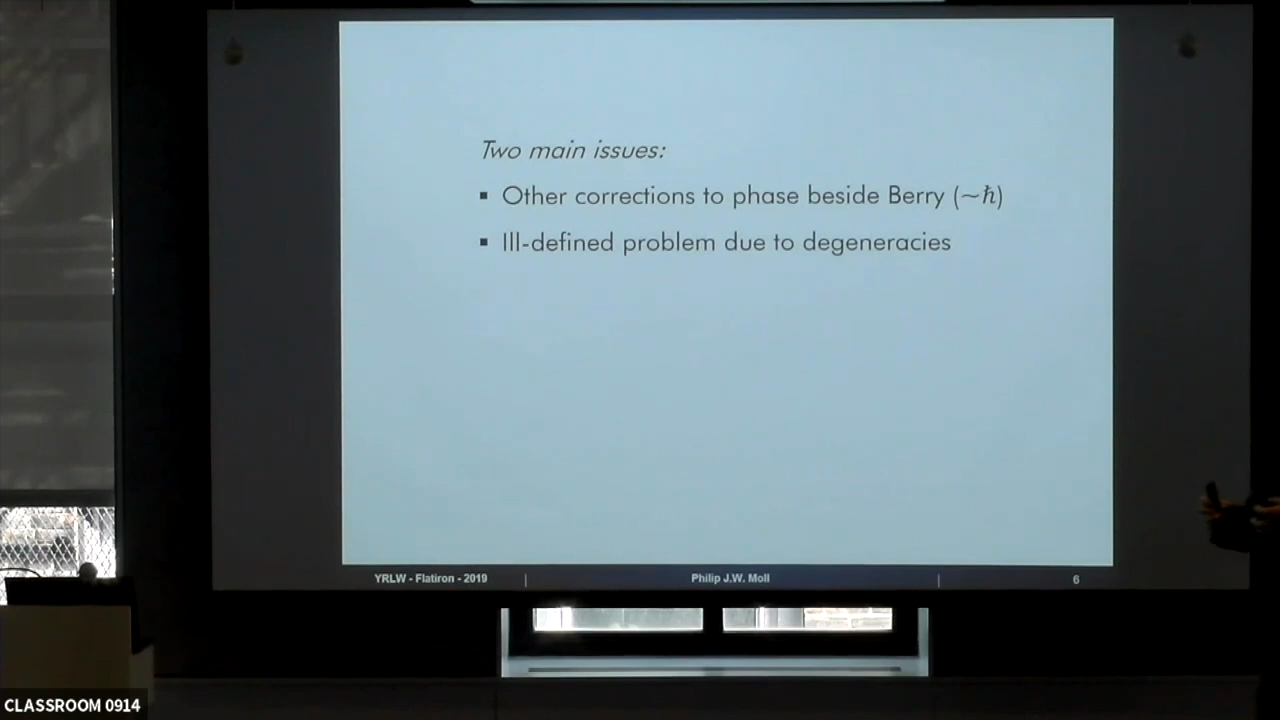 Two main issues:
▪ Other corrections to phase beside Berry (~ℏ)
▪ Ill-defined problem due to degeneracies
YRLW - Flatiron - 2019 | Philip J.W. Moll | 6
CLASSROOM 0914